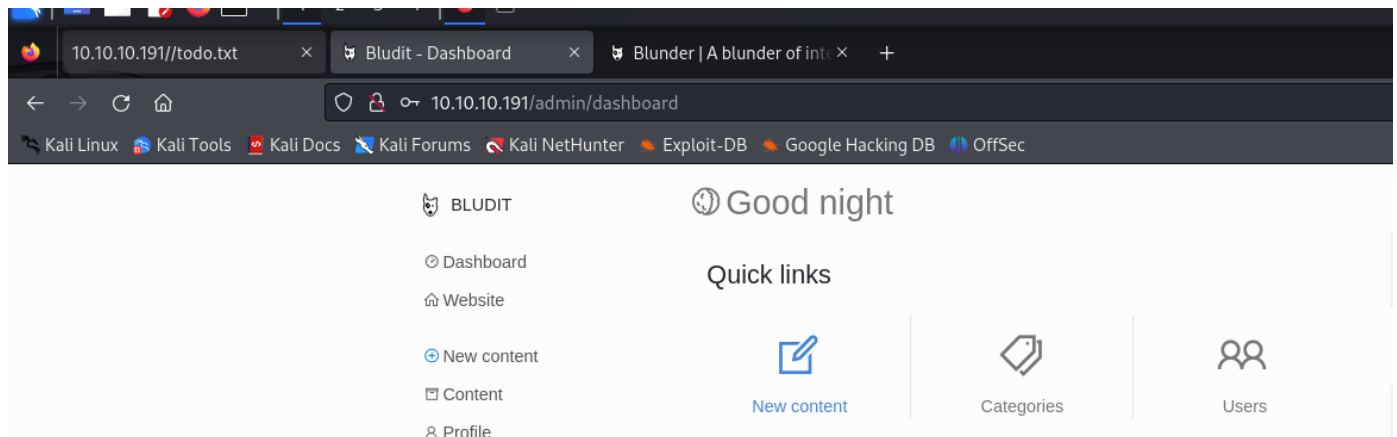 10.10.10.191//todo.txt × Bludit - Dashboard × Blunder | A blunder of inte × +
10.10.10.191/admin/dashboard
Kali Linux Kali Tools Kali Docs Kali Forums Kali NetHunter Exploit-DB Google Hacking DB OffSec
BLUDIT
Good night
Dashboard
Quick links
Website
New content
Content
New content Categories Users
Profile